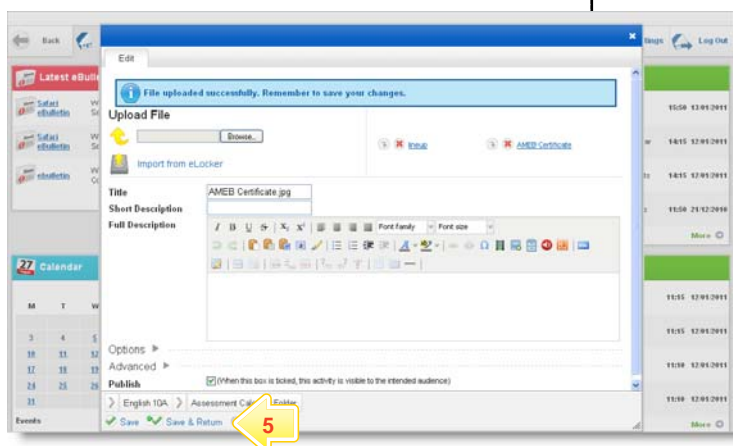 Back
tings Log Out
Edit
Latest eBulle
File uploaded successfully. Remember to save your changes.
Upload File
Safari eBulletin
15:50 13/01/2011
Browse..
lineup
AMEB Certificate
Safari eBulletin
14:15 12/01/2011
Import from eLocker
ebulletin
14:15 12/01/2011
Title
AMEB Certificate.jpg
Short Description
11:50 21/12/2010
Full Description
Font family
Font size
More
27 Calendar
M T W
11:15 12/01/2011
3 4 5
11:15 12/01/2011
10 11 12
Options
17 18 19
Advanced
11:10 12/01/2011
24 25 26
Publish
(When this box is ticked, this activity is visible to the intended audience)
31
English 10A
Assessment Cal
Folder
11:10 12/01/2011
Events
Save
Save & Return
5
More